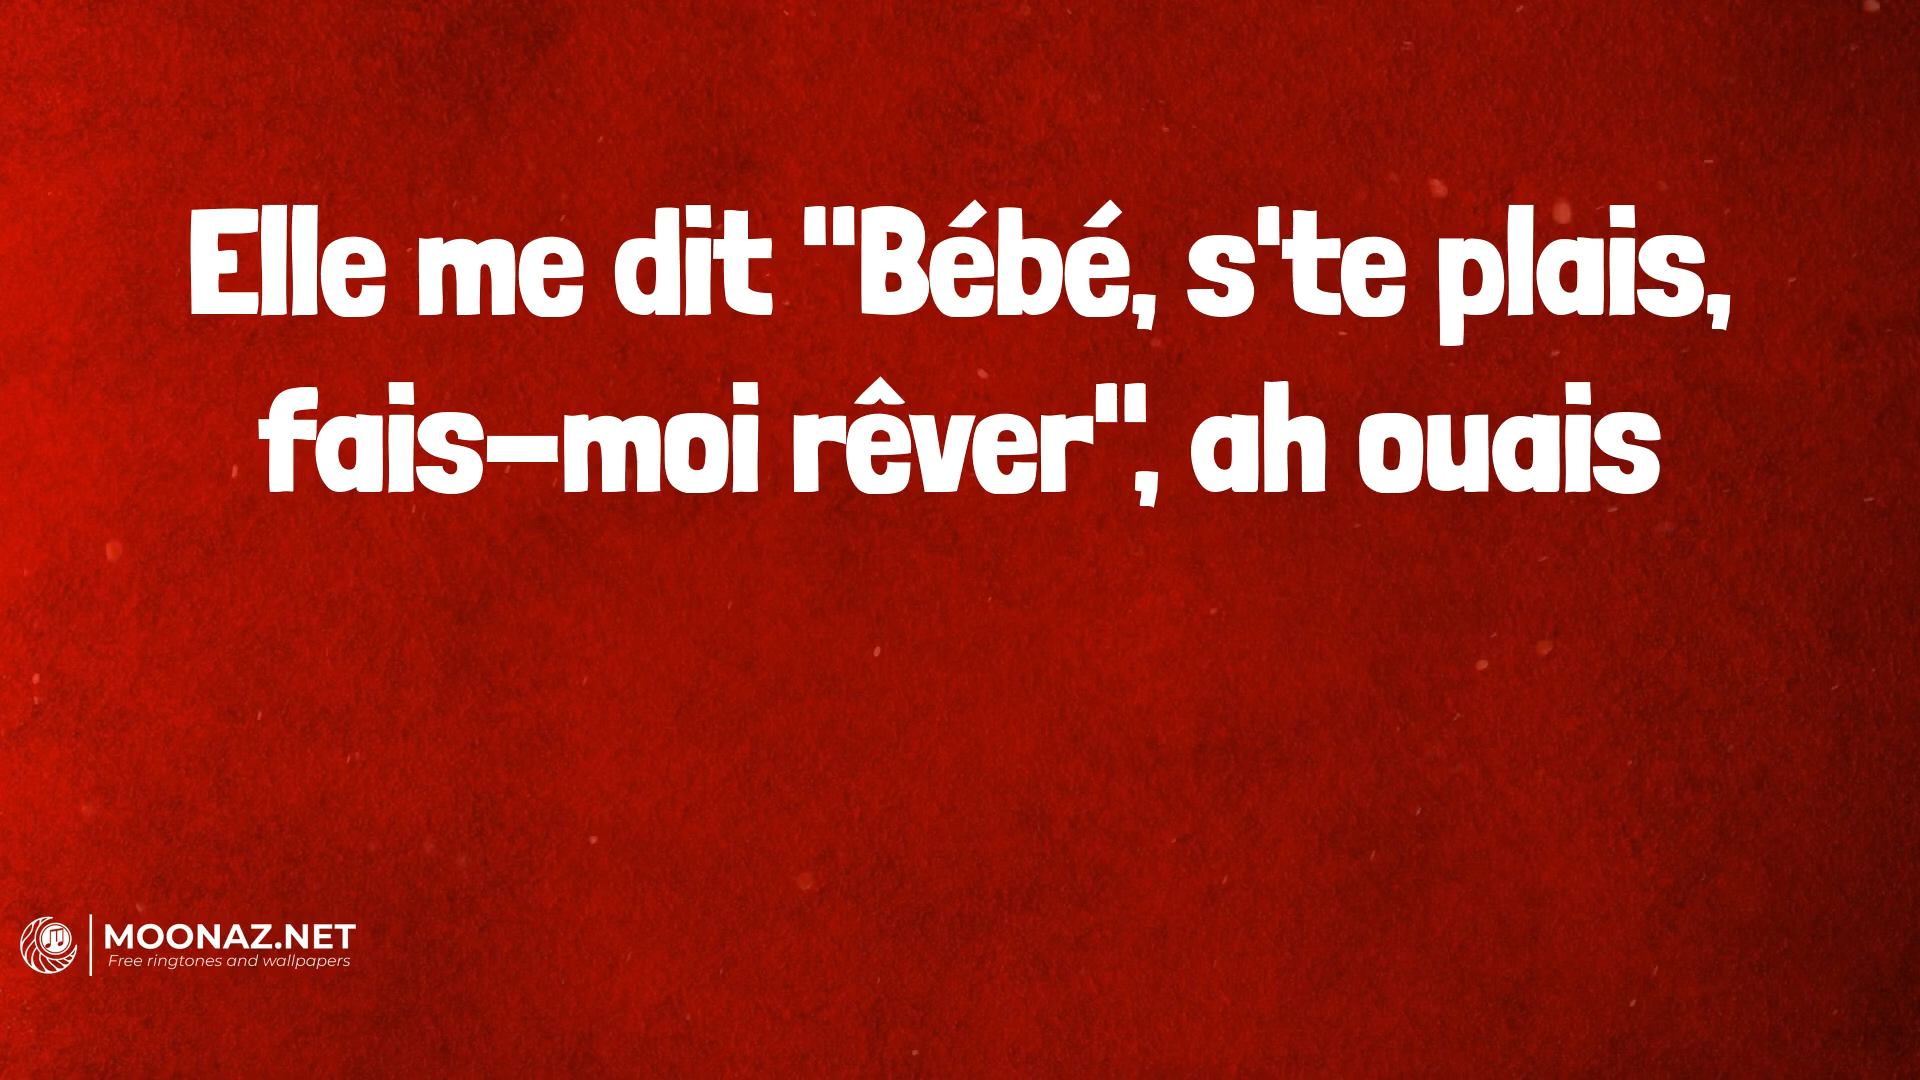 Elle me dit "Bébé, s'te plais,
fais-moi rêver", ah ouais
MOONAZ.NET
Free ringtones and wallpapers